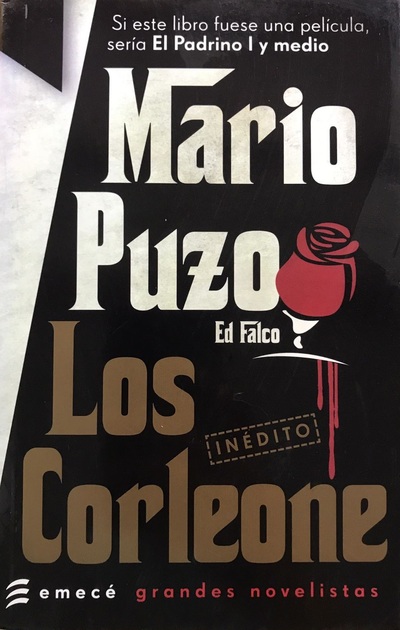 Si este libro fuese una película,
sería El Padrino I y medio
Mario
Puzo
Ed Falco
Los
INÉDITO
Corleone
emecé grandes novelistas